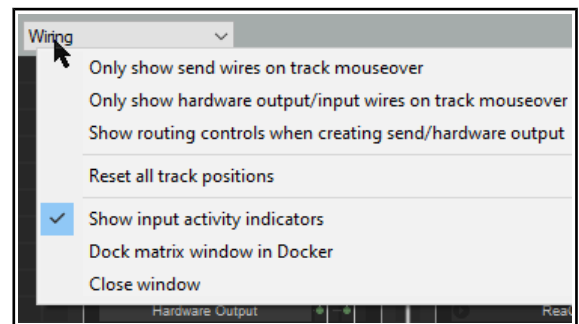 Wiring
Only show send wires on track mouseover
Only show hardware output/input wires on track mouseover
Show routing controls when creating send/hardware output
Reset all track positions
Show input activity indicators
Dock matrix window in Docker
Close window
Hardware Output